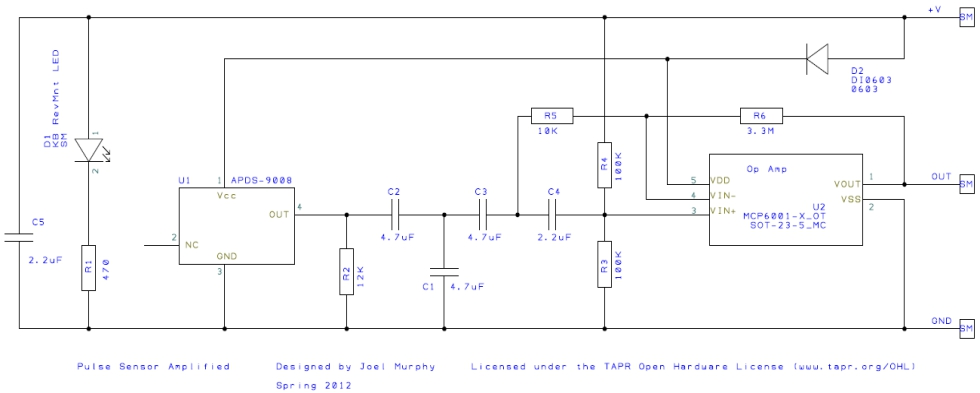 +V
SM
D1
KB RevMnt LED
SM
1
2
D2
DI0603
0603
R5
10K
R6
3.3M
R4
100K
U1
APDS-9008
1
Vcc
OUT
4
2
NC
GND
3
C5
2.2uF
R1
470
R2
12K
C2
4.7uF
C3
4.7uF
C4
2.2uF
C1
4.7uF
R3
100K
Op Amp
5
VDD
4
VIN-
3
VIN+
VOUT
1
VSS
2
U2
MCP6001-X_OT
SOT-23-5_MC
OUT
SM
GND
SM
Pulse Sensor Amplified
Designed by Joel Murphy
Licensed under the TAPR Open Hardware License (www.tapr.org/OHL)
Spring 2012